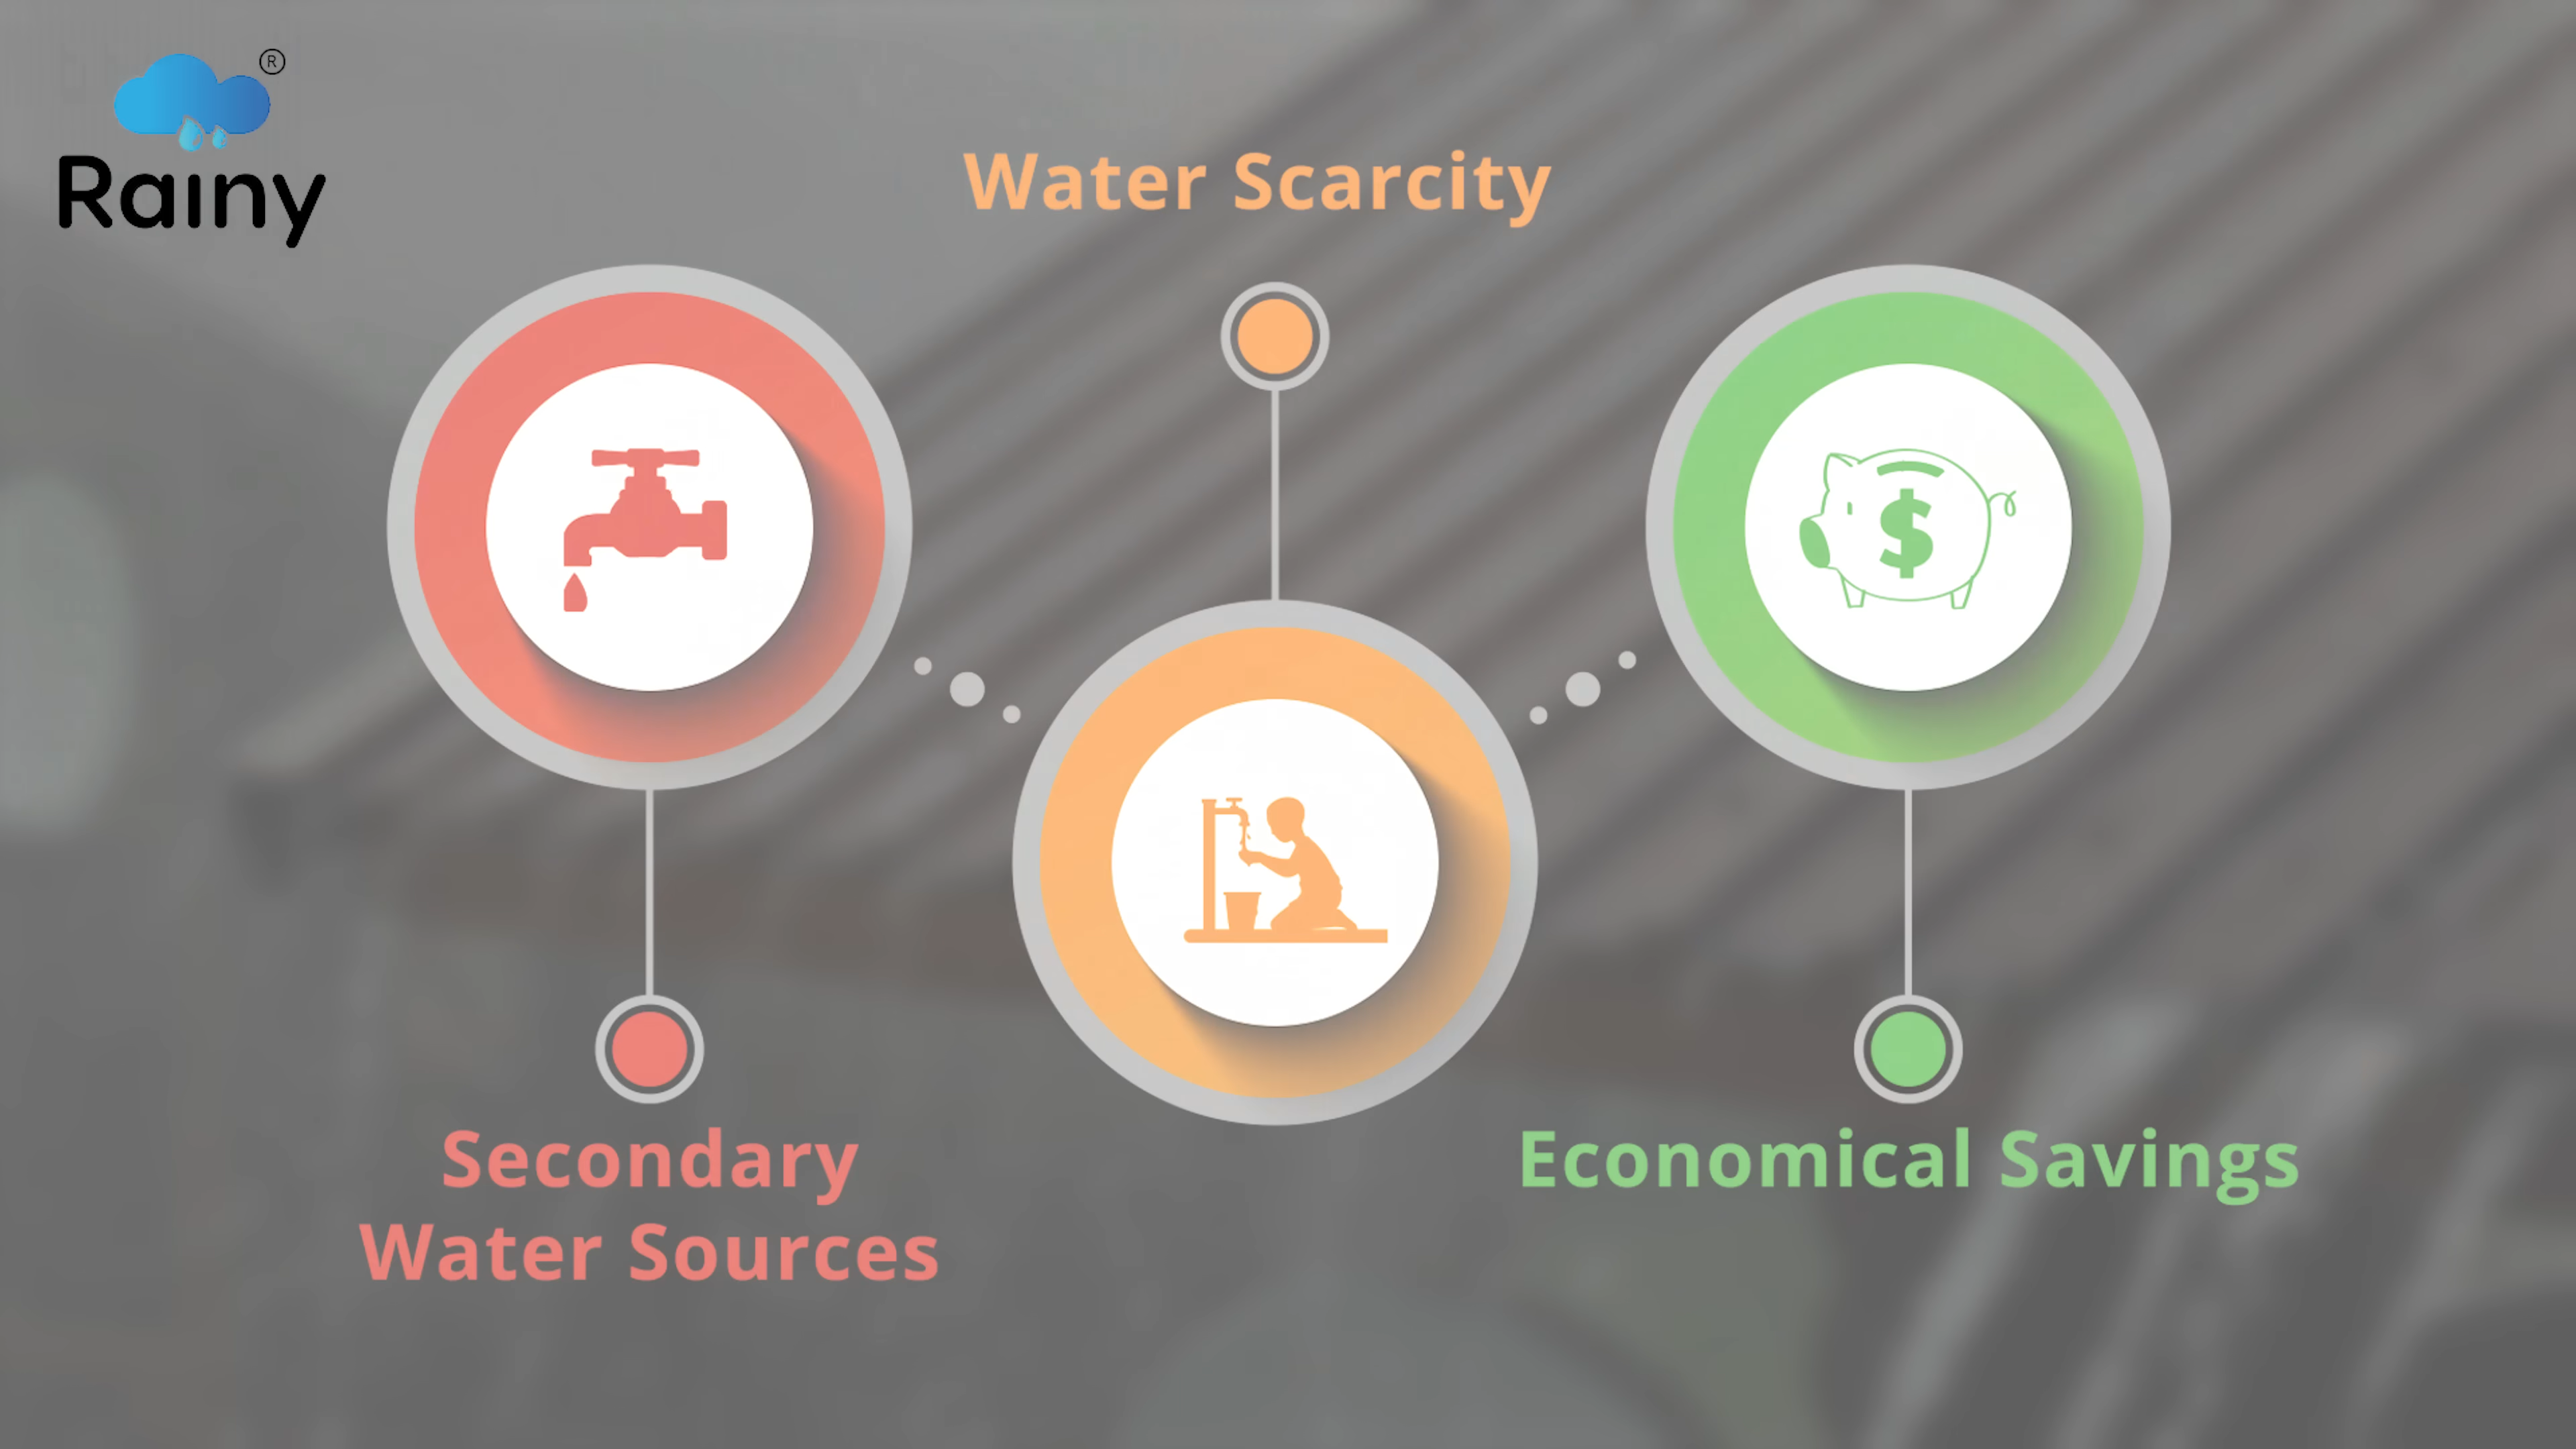 ®
Rainy
Water Scarcity
$
Secondary
Water Sources
Economical Savings